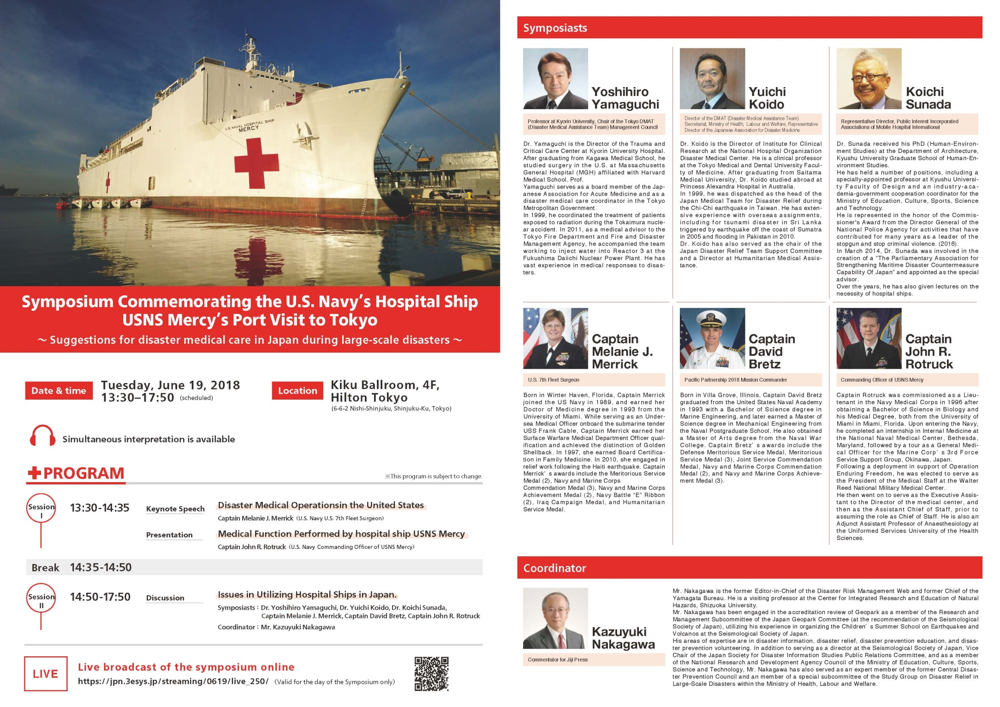 U.S. NAVAL HOSPITAL SHIP
MERCY
Symposium Commemorating the U.S. Navy's Hospital Ship
USNS Mercy's Port Visit to Tokyo
～ Suggestions for disaster medical care in Japan during large-scale disasters ～
Date & time
Tuesday, June 19, 2018
13:30–17:50 (scheduled)
Location
Kiku Ballroom, 4F,
Hilton Tokyo
(6-6-2 Nishi-Shinjuku, Shinjuku-Ku, Tokyo)
Simultaneous interpretation is available
PROGRAM
※This program is subject to change.
Session
I
13:30-14:35
Keynote Speech
Disaster Medical Operationsin the United States
Captain Melanie J. Merrick (U.S. Navy U.S. 7th Fleet Surgeon)
Presentation
Medical Function Performed by hospital ship USNS Mercy
Captain John R. Rotruck (U.S. Navy Commanding Officer of USNS Mercy)
Break 14:35-14:50
Session
II
14:50-17:50
Discussion
Issues in Utilizing Hospital Ships in Japan.
Symposiasts : Dr. Yoshihiro Yamaguchi, Dr. Yuichi Koido, Dr. Koichi Sunada,
Captain Melanie J. Merrick, Captain David Bretz, Captain John R. Rotruck
Coordinator : Mr. Kazuyuki Nakagawa
LIVE
Live broadcast of the symposium online
https://jpn.3esys.jp/streaming/0619/live_250/ (Valid for the day of the Symposium only)
Symposiasts
Yoshihiro
Yamaguchi
Professor at Kyorin University, Chair of the Tokyo DMAT
(Disaster Medical Assistance Team) Management Council
Dr. Yamaguchi is the Director of the Trauma and
Critical Care Center at Kyorin University Hospital.
After graduating from Kagawa Medical School, he
studied surgery in the U.S. at Massachusetts
General Hospital (MGH) affiliated with Harvard
Medical School. Prof.
Yamaguchi serves as a board member of the Jap-
anese Association for Acute Medicine and as a
disaster medical care coordinator in the Tokyo
Metropolitan Government.
In 1999, he coordinated the treatment of patients
exposed to radiation during the Tokaimura nucle-
ar accident. In 2011, as a medical advisor to the
Tokyo Fire Department and Fire and Disaster
Management Agency, he accompanied the team
working to inject water into Reactor 3 at the
Fukushima Daiichi Nuclear Power Plant. He has
vast experience in medical responses to disas-
ters.
Yuichi
Koido
Director of the DMAT (Disaster Medical Assistance Team)
Secretariat, Ministry of Health, Labour and Welfare, Representative
Director of the Japanese Association for Disaster Medicine
Dr. Koido is the Director of Institute for Clinical
Research at the National Hospital Organization
Disaster Medical Center. He is a clinical professor
at the Tokyo Medical and Dental University Facul-
ty of Medicine. After graduating from Saitama
Medical University, Dr. Koido studied abroad at
Princess Alexandra Hospital in Australia.
In 1999, he was dispatched as the head of the
Japan Medical Team for Disaster Relief during
the Chi-Chi earthquake in Taiwan. He has exten-
sive experience with overseas assignments,
including for tsunami disaster in Sri Lanka
triggered by earthquake off the coast of Sumatra
in 2005 and flooding in Pakistan in 2010.
Dr. Koido has also served as the chair of the
Japan Disaster Relief Team Support Committee
and a Director at Humanitarian Medical Assis-
tance.
Koichi
Sunada
Representative Director, Public Interest Incorporated
Associations of Mobile Hospital International
Dr. Sunada received his PhD (Human-Environ-
ment Studies) at the Department of Architecture,
Kyushu University Graduate School of Human-En-
vironment Studies.
He has held a number of positions, including a
specially-appointed professor at Kyushu Universi-
ty Faculty of Design and an industry-aca-
demia-government cooperation coordinator for the
Ministry of Education, Culture, Sports, Science
and Technology.
He is represented in the honor of the Commis-
sioner's Award from the Director General of the
National Police Agency for activities that have
contributed for many years as a leader of the
stopgun and stop criminal violence. (2016).
In March 2014, Dr. Sunada was involved in the
creation of a “The Parliamentary Association for
Strengthening Maritime Disaster Countermeasure
Capability Of Japan” and appointed as the special
advisor.
Over the years, he has also given lectures on the
necessity of hospital ships.
Captain
Melanie J.
Merrick
U.S. 7th Fleet Surgeon
Born in Winter Haven, Florida, Captain Merrick
joined the US Navy in 1989, and earned her
Doctor of Medicine degree in 1993 from the
University of Miami. While serving as an Under-
sea Medical Officer onboard the submarine tender
USS Frank Cable, Captain Merrick earned her
Surface Warfare Medical Department Officer qual-
ification and achieved the distinction of Golden
Shellback. In 1997, she earned Board Certifica-
tion in Family Medicine. In 2010, she engaged in
relief work following the Haiti earthquake. Captain
Merrick' s awards include the Meritorious Service
Medal (2), Navy and Marine Corps
Commendation Medal (3), Navy and Marine Corps
Achievement Medal (2), Navy Battle “E” Ribbon
(2), Iraq Campaign Medal, and Humanitarian
Service Medal.
Captain
David
Bretz
Pacific Partnership 2018 Mission Commander
Born in Villa Grove, Illinois, Captain David Bretz
graduated from the United States Naval Academy
in 1993 with a Bachelor of Science degree in
Marine Engineering, and later earned a Master of
Science degree in Mechanical Engineering from
the Naval Postgraduate School. He also obtained
a Master of Arts degree from the Naval War
College. Captain Bretz' s awards include the
Defense Meritorious Service Medal, Meritorious
Service Medal (3), Joint Service Commendation
Medal, Navy and Marine Corps Commendation
Medal (2), and Navy and Marine Corps Achieve-
ment Medal (3).
Captain
John R.
Rotruck
Commanding Officer of USNS Mercy
Captain Rotruck was commissioned as a Lieu-
tenant in the Navy Medical Corps in 1996 after
obtaining a Bachelor of Science in Biology and
his Medical Degree, both from the University of
Miami in Miami, Florida. Upon entering the Navy,
he completed an internship in Internal Medicine at
the National Naval Medical Center, Bethesda,
Maryland, followed by a tour as a General Medi-
cal Officer for the Marine Corp' s 3rd Force
Service Support Group, Okinawa, Japan.
Following a deployment in support of Operation
Enduring Freedom, he was elected to serve as
the President of the Medical Staff at the Walter
Reed National Military Medical Center.
He then went on to serve as the Executive Assis-
tant to the Director of the medical center, and
then as the Assistant Chief of Staff, prior to
assuming the role as Chief of Staff. He is also an
Adjunct Assistant Professor of Anaesthesiology at
the Uniformed Services University of the Health
Sciences.
Coordinator
Kazuyuki
Nakagawa
Commentator for Jiji Press
Mr. Nakagawa is the former Editor-in-Chief of the Disaster Risk Management Web and former Chief of the
Yamagata Bureau. He is a visiting professor at the Center for Integrated Research and Education of Natural
Hazards, Shizuoka University.
Mr. Nakagawa has been engaged in the accreditation review of Geopark as a member of the Research and
Management Subcommittee of the Japan Geopark Committee (at the recommendation of the Seismological
Society of Japan), utilizing his experience in organizing the Children' s Summer School on Earthquakes and
Volcanos at the Seismological Society of Japan.
His areas of expertise are in disaster information, disaster relief, disaster prevention education, and disas-
ter prevention volunteering. In addition to serving as a director at the Seismological Society of Japan, Vice
Chair of the Japan Society for Disaster Information Studies Public Relations Committee, and as a member
of the National Research and Development Agency Council of the Ministry of Education, Culture, Sports,
Science and Technology, Mr. Nakagawa has also served as an expert member of the former Central Disas-
ter Prevention Council and an member of a special subcommittee of the Study Group on Disaster Relief in
Large-Scale Disasters within the Ministry of Health, Labour and Welfare.